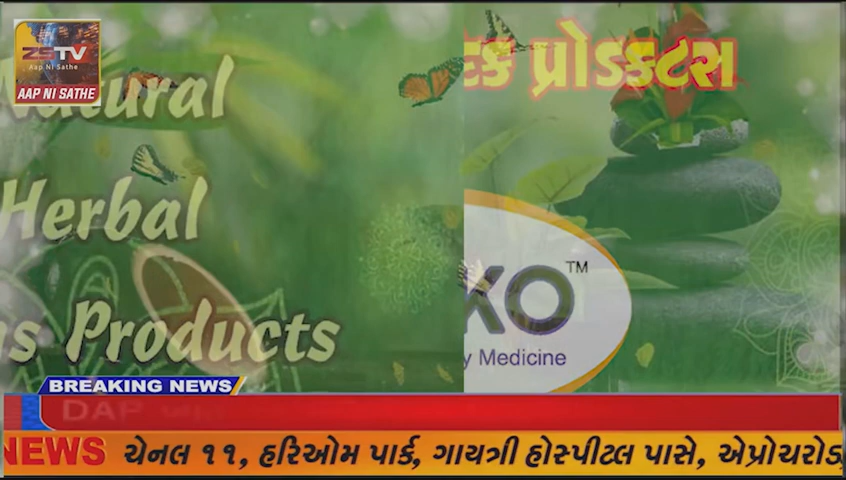 ZSTV
Aap Ni Sathe
AAP NI SATHE
Natural
પ્રોડક્ટસ
Herbal
TM
Medicine
Products
BREAKING NEWS
NEWS ચેનલ ૧૧, હરિઓમ પાર્ક, ગાયત્રી હોસ્પીટલ પાસે, એપ્રોચરોડ,